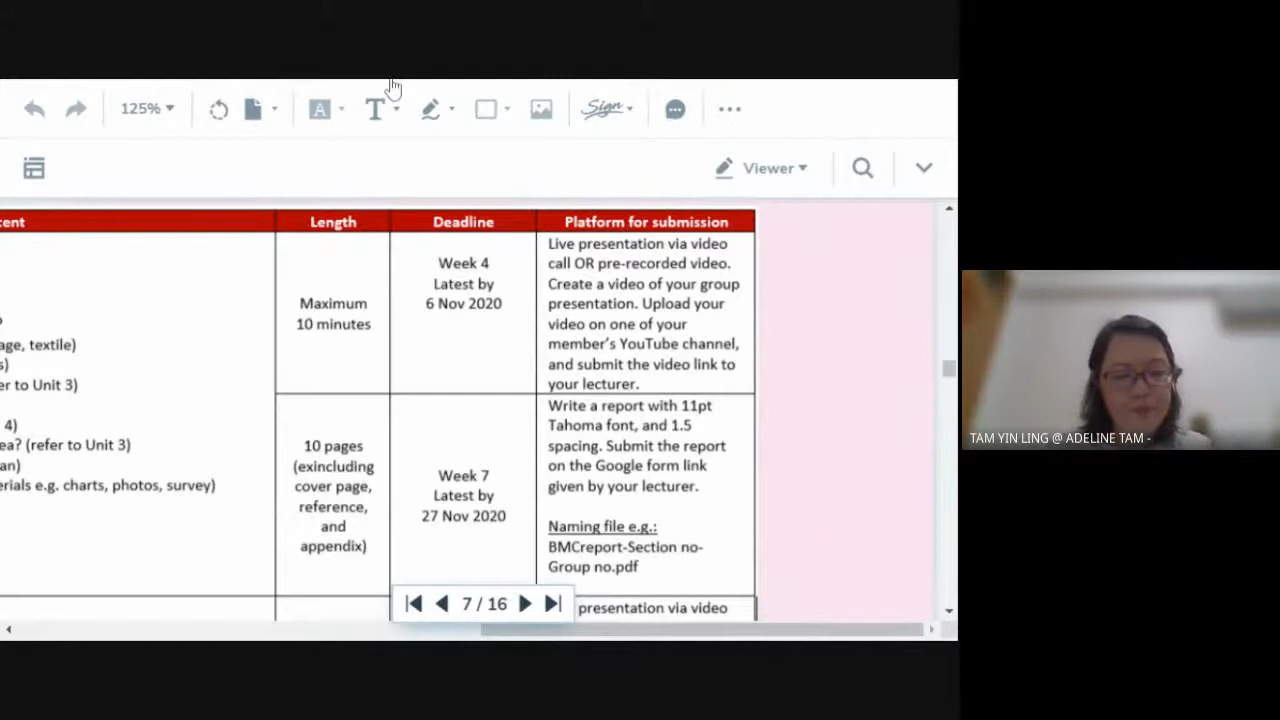 125%
A
T
Sign
Viewer
Length
Deadline
Platform for submission
age, textile)
s)
er to Unit 3)
4)
ea? (refer to Unit 3)
an)
erials e.g. charts, photos, survey)
Maximum
10 minutes
Week 4
Latest by
6 Nov 2020
Live presentation via video
call OR pre-recorded video.
Create a video of your group
presentation. Upload your
video on one of your
member's YouTube channel,
and submit the video link to
your lecturer.
10 pages
(exincluding
cover page,
reference,
and
appendix)
Week 7
Latest by
27 Nov 2020
Write a report with 11pt
Tahoma font, and 1.5
spacing. Submit the report
on the Google form link
given by your lecturer.
Naming file e.g.:
BMCreport-Section no-
Group no.pdf
presentation via video
7 / 16
TAM YIN LING @ ADELINE TAM -